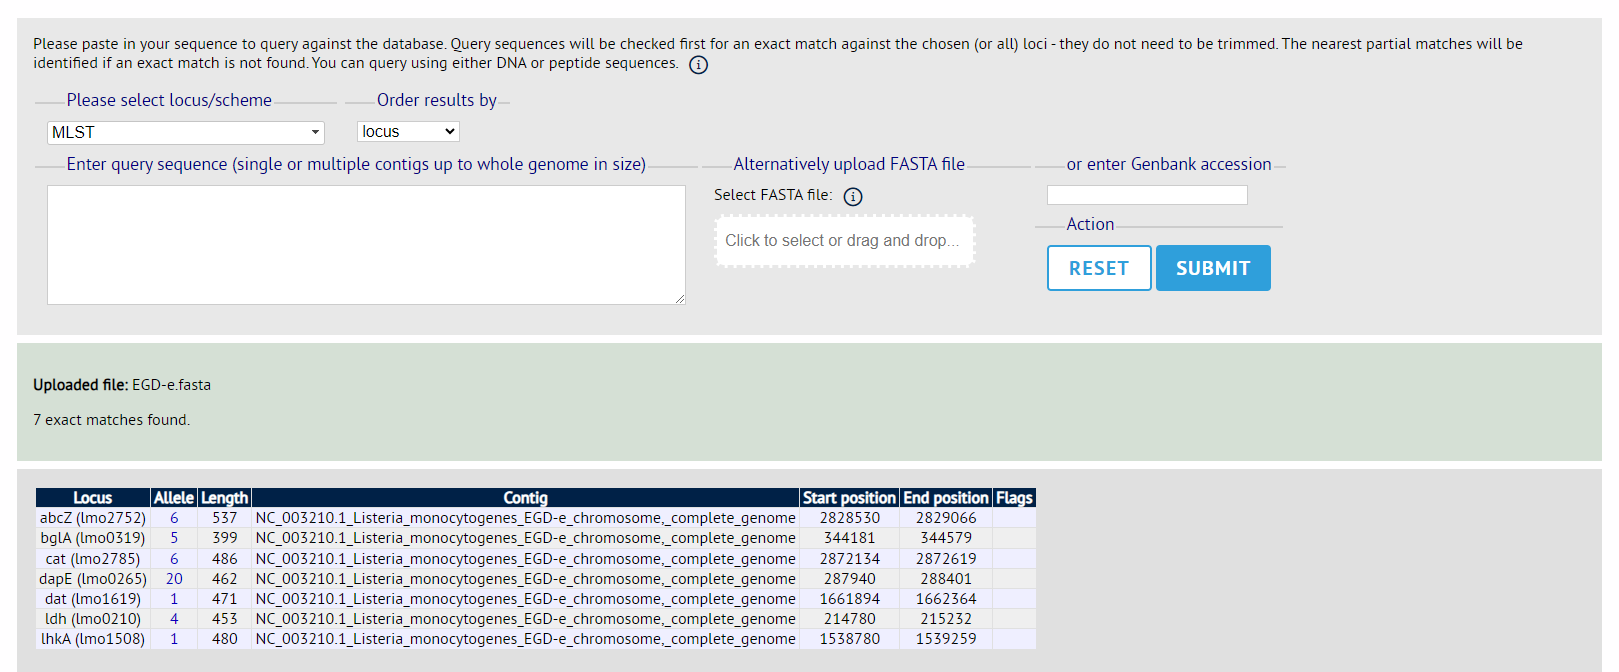 Please paste in your sequence to query against the database. Query sequences will be checked first for an exact match against the chosen (or all) loci - they do not need to be trimmed. The nearest partial matches will be
identified if an exact match is not found. You can query using either DNA or peptide sequences. i
Please select locus/scheme Order results by
MLST locus
Enter query sequence (single or multiple contigs up to whole genome in size) Alternatively upload FASTA file or enter Genbank accession
Select FASTA file: i
Action
Click to select or drag and drop...
RESET SUBMIT
Uploaded file: EGD-e.fasta
7 exact matches found.
Locus Allele Length Contig Start position End position Flags
abcZ (lmo2752) 6 537 NC_003210.1_Listeria_monocytogenes_EGD-e_chromosome,_complete_genome 2828530 2829066
bglA (lmo0319) 5 399 NC_003210.1_Listeria_monocytogenes_EGD-e_chromosome,_complete_genome 344181 344579
cat (lmo2785) 6 486 NC_003210.1_Listeria_monocytogenes_EGD-e_chromosome,_complete_genome 2872134 2872619
dapE (lmo0265) 20 462 NC_003210.1_Listeria_monocytogenes_EGD-e_chromosome,_complete_genome 287940 288401
dat (lmo1619) 1 471 NC_003210.1_Listeria_monocytogenes_EGD-e_chromosome,_complete_genome 1661894 1662364
ldh (lmo0210) 4 453 NC_003210.1_Listeria_monocytogenes_EGD-e_chromosome,_complete_genome 214780 215232
lhkA (lmo1508) 1 480 NC_003210.1_Listeria_monocytogenes_EGD-e_chromosome,_complete_genome 1538780 1539259